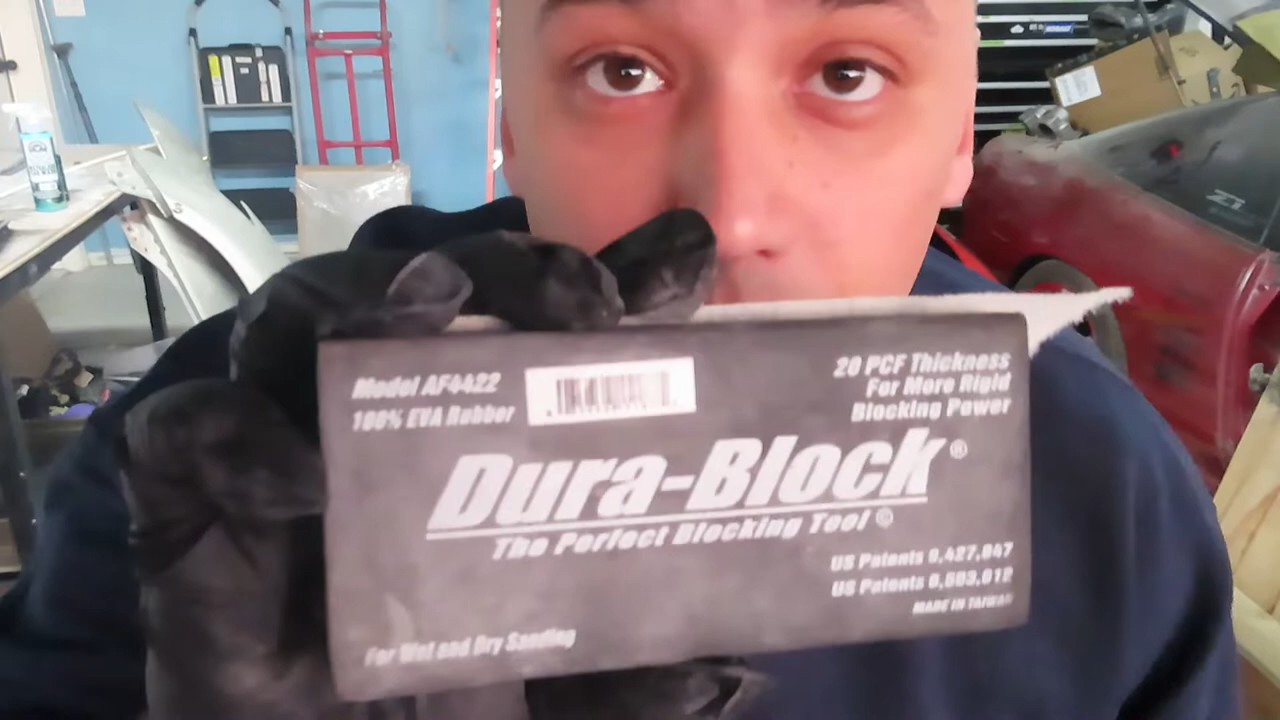 Model AF4422
100% EVA Rubber
20 PCF Thickness
For More Rigid
Blocking Power
Dura-Block®
The Perfect Blocking Tool ©
US Patents 9,427,847
US Patents 6,503,012
MADE IN TAIWAN
For Wet and Dry Sanding